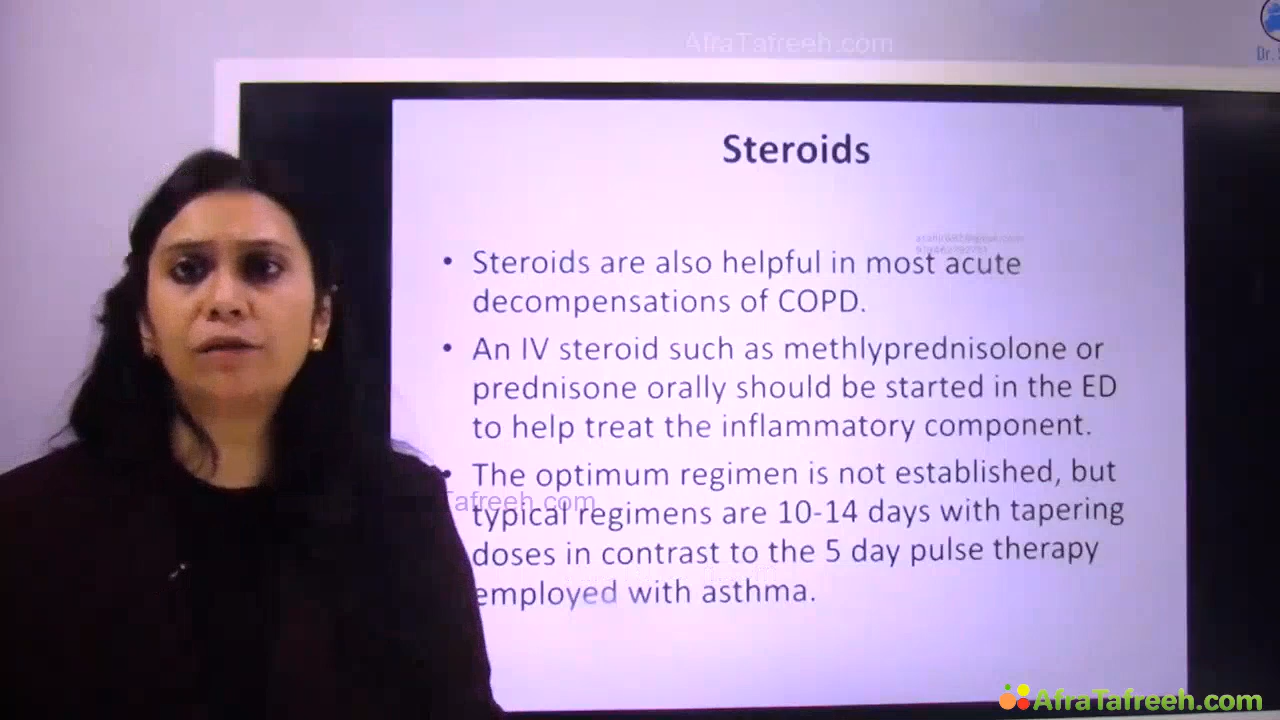 AfraTafreeh.com
Dr.
Steroids
• Steroids are also helpful in most acute
decompensations of COPD.
• An IV steroid such as methlyprednisolone or
prednisone orally should be started in the ED
to help treat the inflammatory component.
• The optimum regimen is not established, but
Tafreeh.com
typical regimens are 10-14 days with tapering
doses in contrast to the 5 day pulse therapy
employed with asthma.
AfraTafreeh.com